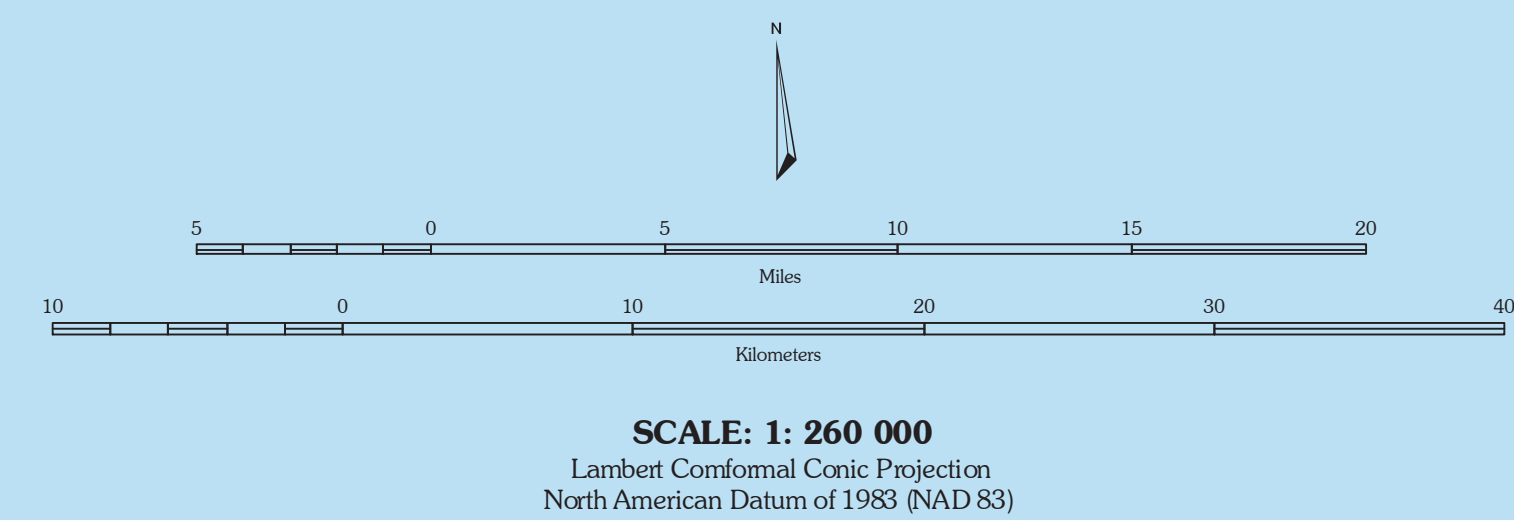 N
5 0 5 10 15 20
Miles
10 0 10 20 30 40
Kilometers
SCALE: 1: 260 000
Lambert Comformal Conic Projection
North American Datum of 1983 (NAD 83)